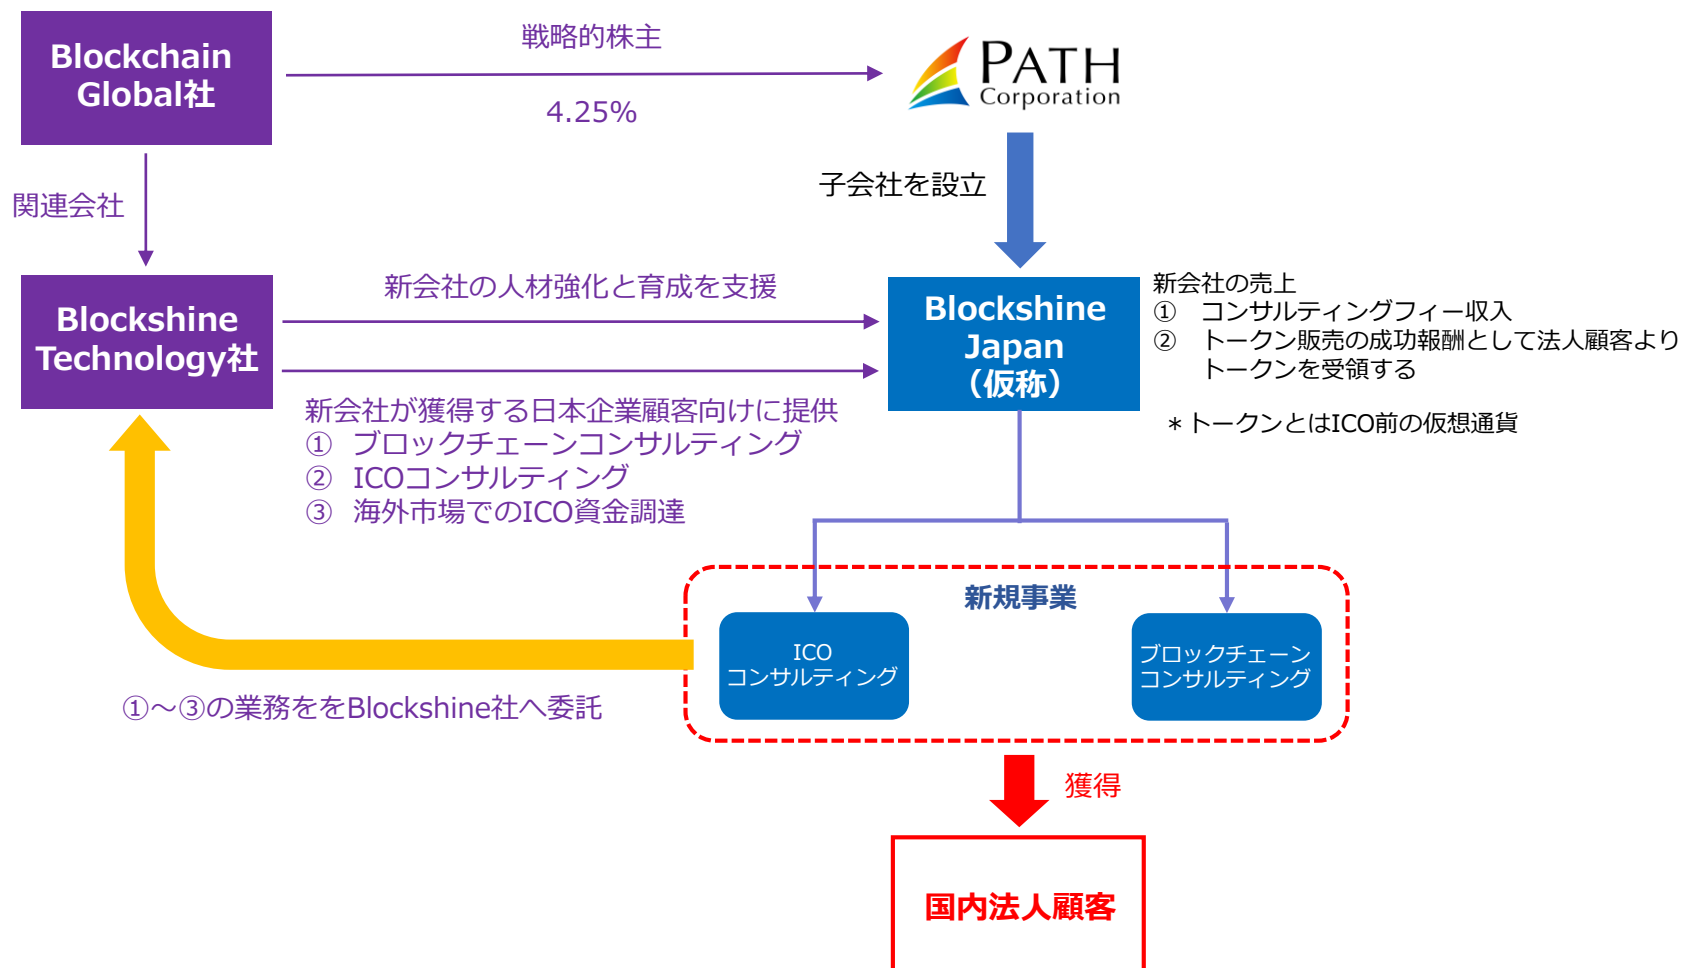 Blockchain
Global社
戦略的株主
4.25%
PATH
Corporation
関連会社
子会社を設立
Blockshine
Technology社
新会社の人材強化と育成を支援
Blockshine
Japan
（仮称）
新会社の売上
① コンサルティングフィー収入
② トークン販売の成功報酬として法人顧客より
トークンを受領する
＊トークンとはICO前の仮想通貨
新会社が獲得する日本企業顧客向けに提供
① ブロックチェーンコンサルティング
② ICOコンサルティング
③ 海外市場でのICO資金調達
新規事業
ICO
コンサルティング
ブロックチェーン
コンサルティング
①～③の業務ををBlockshine社へ委託
獲得
国内法人顧客